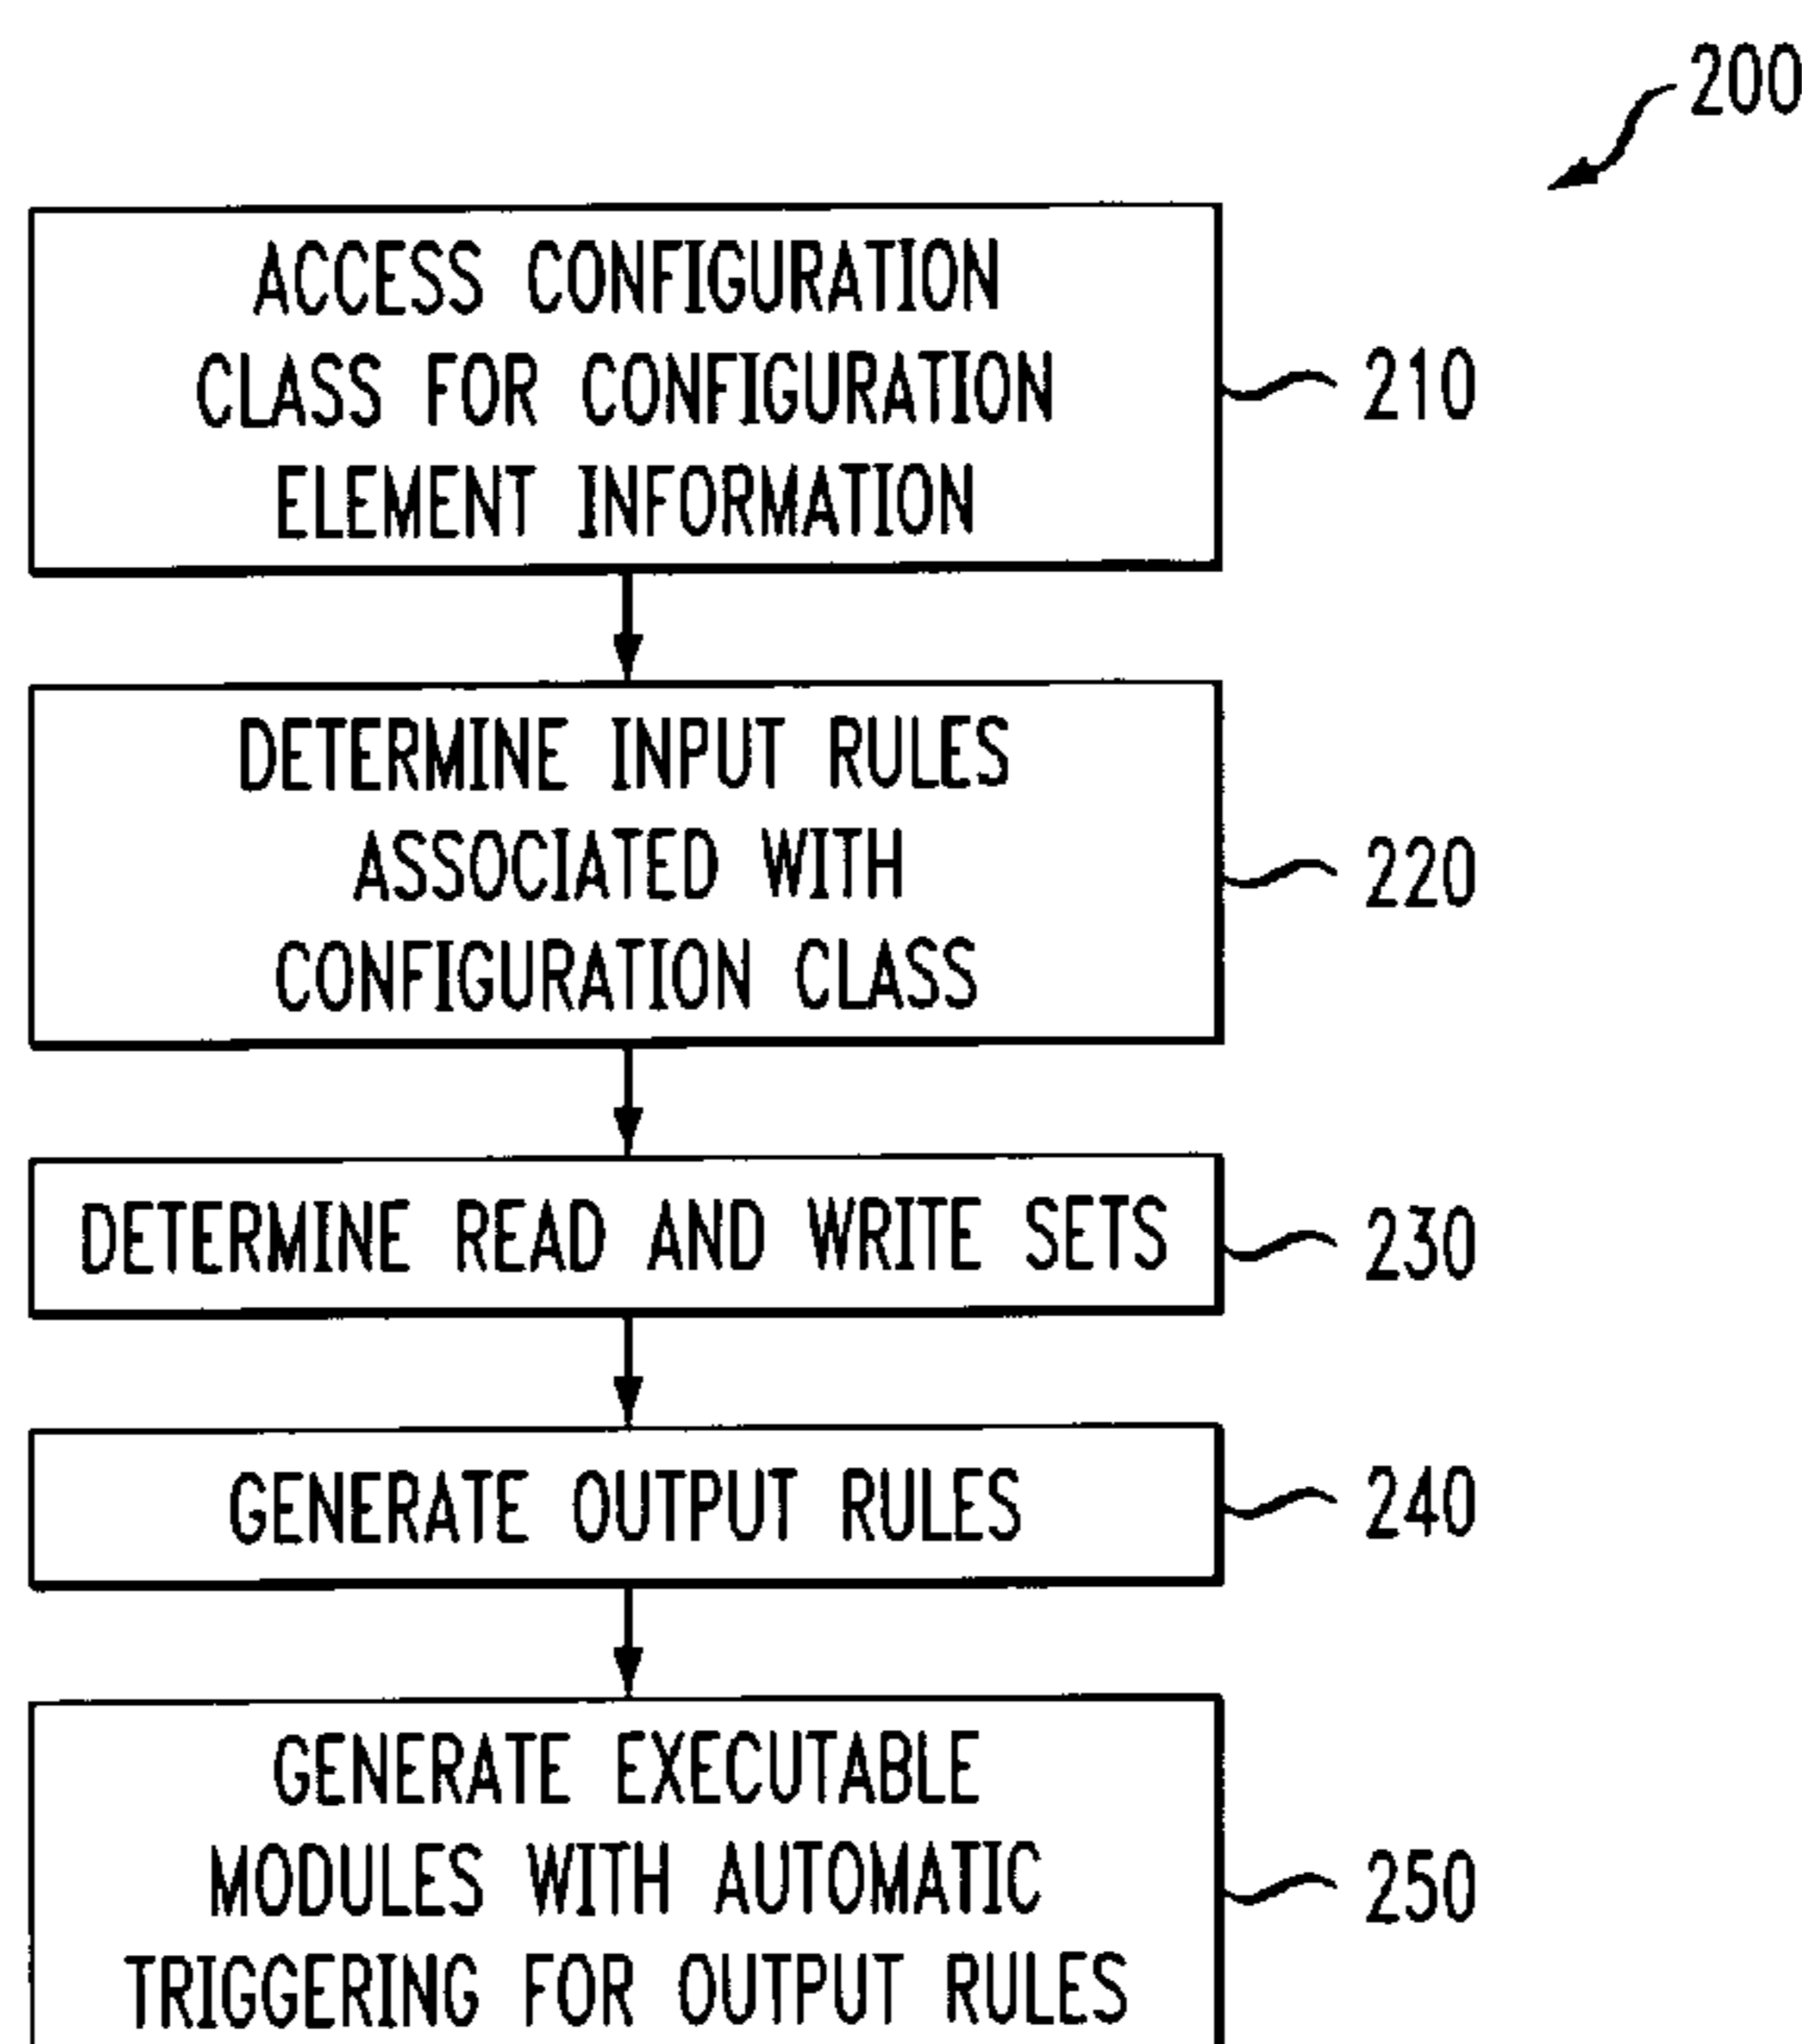 200
ACCESS CONFIGURATION
CLASS FOR CONFIGURATION
ELEMENT INFORMATION
210
DETERMINE INPUT RULES
ASSOCIATED WITH
CONFIGURATION CLASS
220
DETERMINE READ AND WRITE SETS
230
GENERATE OUTPUT RULES
240
GENERATE EXECUTABLE
MODULES WITH AUTOMATIC
TRIGGERING FOR OUTPUT RULES
250